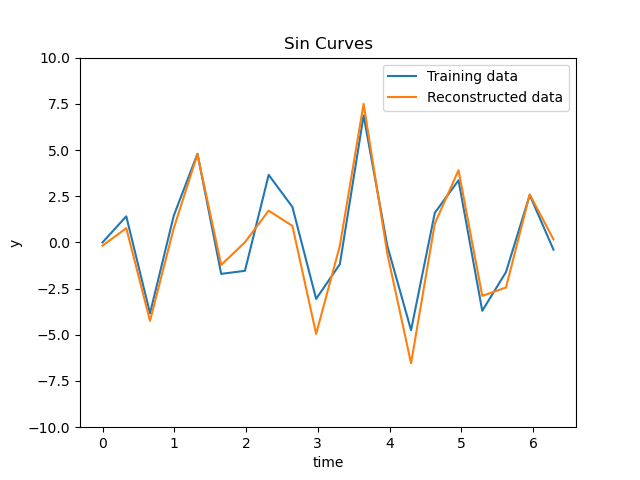 Sin Curves
Training data
Reconstructed data
y
10.0
7.5
5.0
2.5
0.0
−2.5
−5.0
−7.5
−10.0
0 1 2 3 4 5 6
time